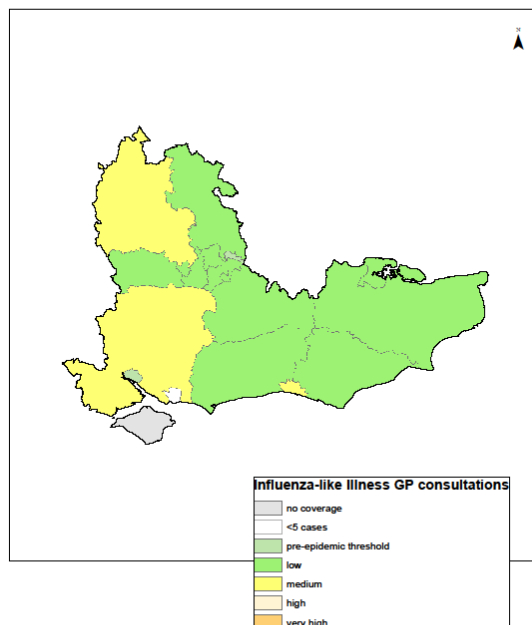 N
Influenza-like Illness GP consultations
no coverage
<5 cases
pre-epidemic threshold
low
medium
high
very high